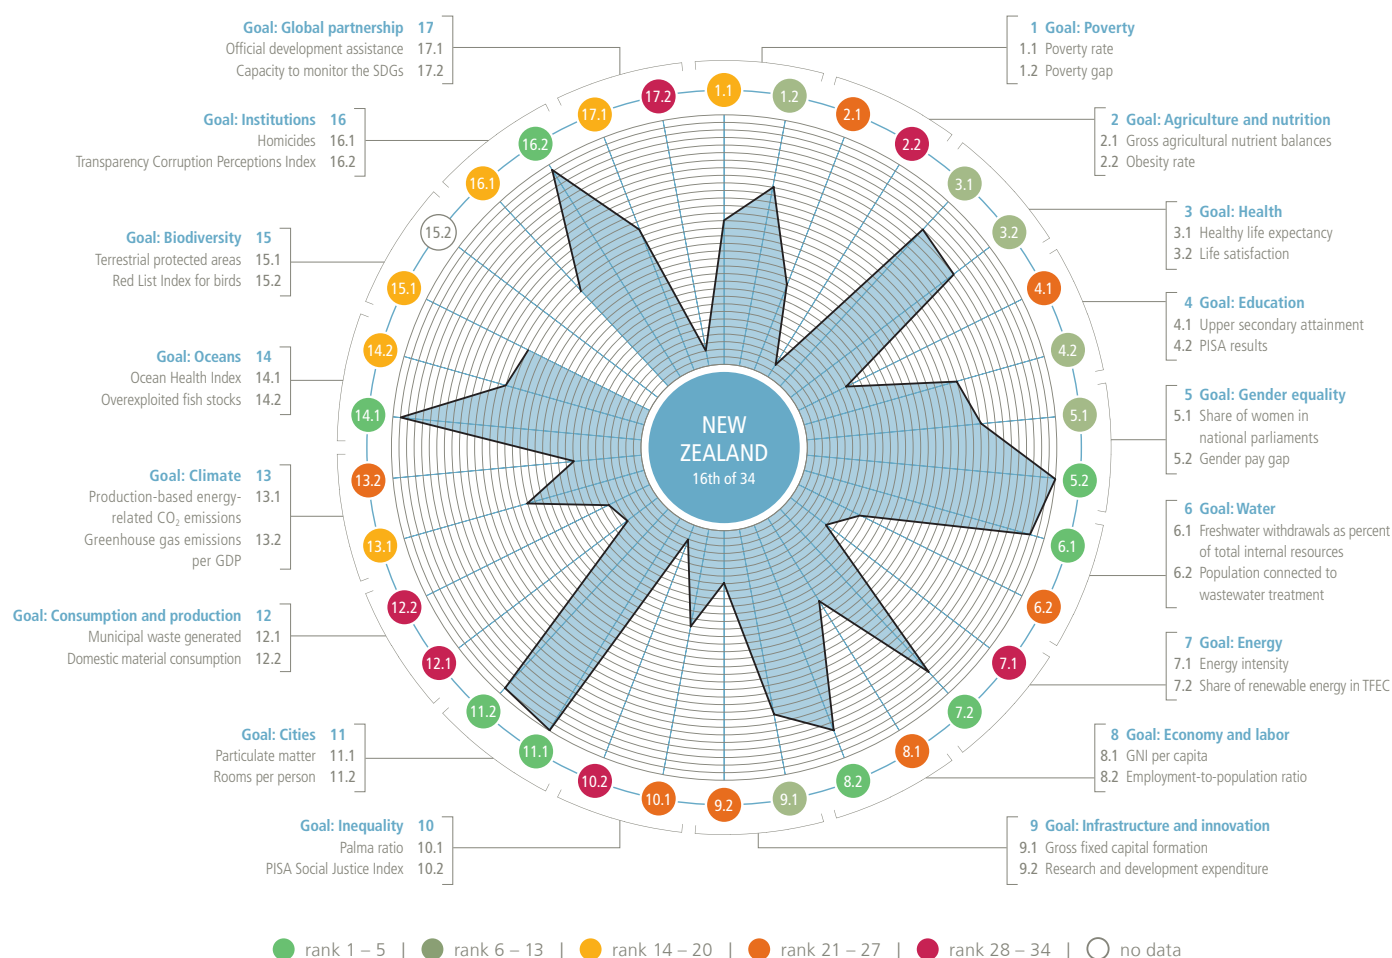 Goal: Global partnership 17
Official development assistance 17.1
Capacity to monitor the SDGs 17.2
Goal: Institutions 16
Homicides 16.1
Transparency Corruption Perceptions Index 16.2
Goal: Biodiversity 15
Terrestrial protected areas 15.1
Red List Index for birds 15.2
Goal: Oceans 14
Ocean Health Index 14.1
Overexploited fish stocks 14.2
Goal: Climate 13
Production-based energy- 13.1
related CO₂ emissions
Greenhouse gas emissions 13.2
per GDP
Goal: Consumption and production 12
Municipal waste generated 12.1
Domestic material consumption 12.2
Goal: Cities 11
Particulate matter 11.1
Rooms per person 11.2
Goal: Inequality 10
Palma ratio 10.1
PISA Social Justice Index 10.2
1 Goal: Poverty
1.1 Poverty rate
1.2 Poverty gap
2 Goal: Agriculture and nutrition
2.1 Gross agricultural nutrient balances
2.2 Obesity rate
3 Goal: Health
3.1 Healthy life expectancy
3.2 Life satisfaction
4 Goal: Education
4.1 Upper secondary attainment
4.2 PISA results
5 Goal: Gender equality
5.1 Share of women in
national parliaments
5.2 Gender pay gap
6 Goal: Water
6.1 Freshwater withdrawals as percent
of total internal resources
6.2 Population connected to
wastewater treatment
7 Goal: Energy
7.1 Energy intensity
7.2 Share of renewable energy in TFEC
8 Goal: Economy and labor
8.1 GNI per capita
8.2 Employment-to-population ratio
9 Goal: Infrastructure and innovation
9.1 Gross fixed capital formation
9.2 Research and development expenditure
1.1
1.2
2.1
2.2
3.1
3.2
4.1
4.2
5.1
5.2
6.1
6.2
7.1
7.2
8.1
8.2
9.1
9.2
10.1
10.2
11.1
11.2
12.1
12.2
13.1
13.2
14.1
14.2
15.1
15.2
16.1
16.2
17.1
17.2
NEW
ZEALAND
16th of 34
rank 1 – 5 | rank 6 – 13 | rank 14 – 20 | rank 21 – 27 | rank 28 – 34 | no data